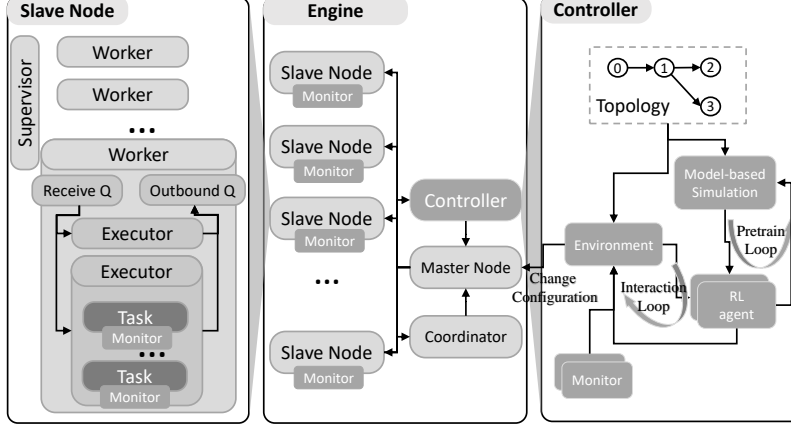 Slave Node
Supervisor
Worker
Worker
...
Worker
Receive Q
Outbound Q
Executor
Executor
Task
Monitor
...
Task
Monitor
Engine
Slave Node
Monitor
Slave Node
Monitor
Slave Node
Monitor
...
Slave Node
Monitor
Controller
Master Node
Coordinator
Controller
0
1
2
3
Topology
Model-based
Simulation
Pretrain
Loop
Environment
Change
Configuration
Interaction
Loop
RL
agent
Monitor